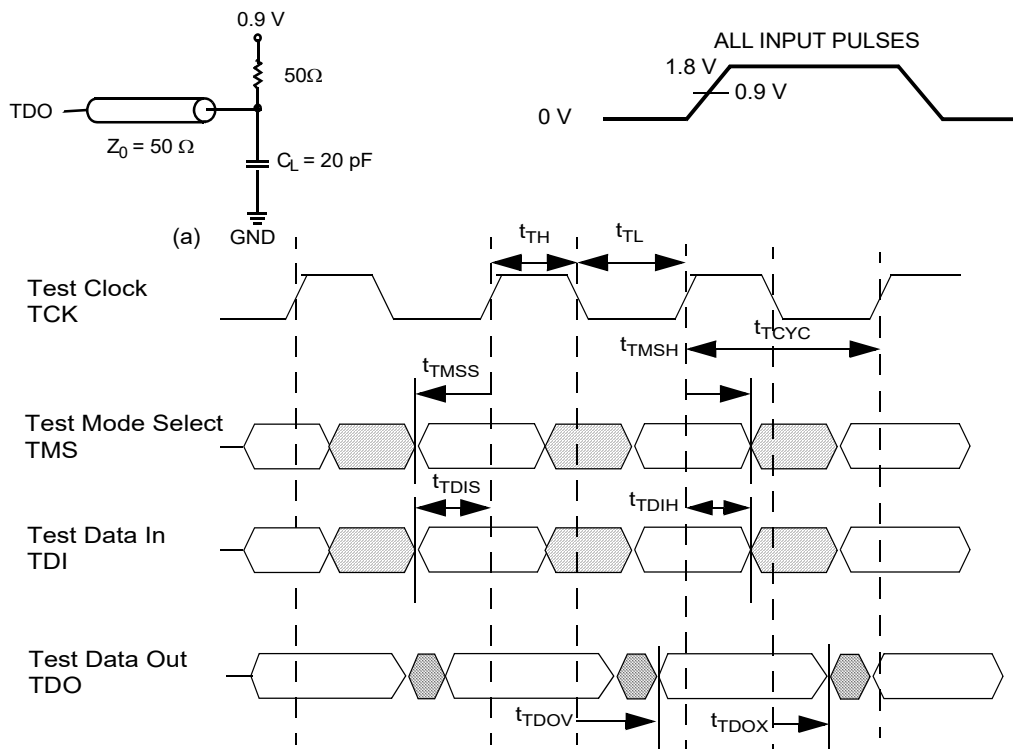 0.9 V
50Ω
TDO
Z0 = 50 Ω
CL = 20 pF
(a)
GND
ALL INPUT PULSES
1.8 V
0.9 V
0 V
tTH
tTL
Test Clock
TCK
tTMSH
tTCYC
tTMSS
Test Mode Select
TMS
tTDIS
tTDIH
Test Data In
TDI
Test Data Out
TDO
tTDOV
tTDOX